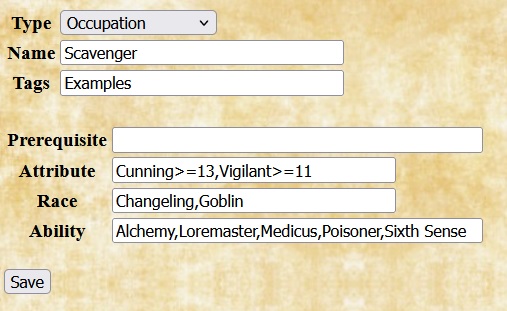 Type Occupation
Name Scavenger
Tags Examples
Prerequisite
Attribute Cunning>=13,Vigilant>=11
Race Changeling,Goblin
Ability Alchemy,Loremaster,Medicus,Poisoner,Sixth Sense
Save